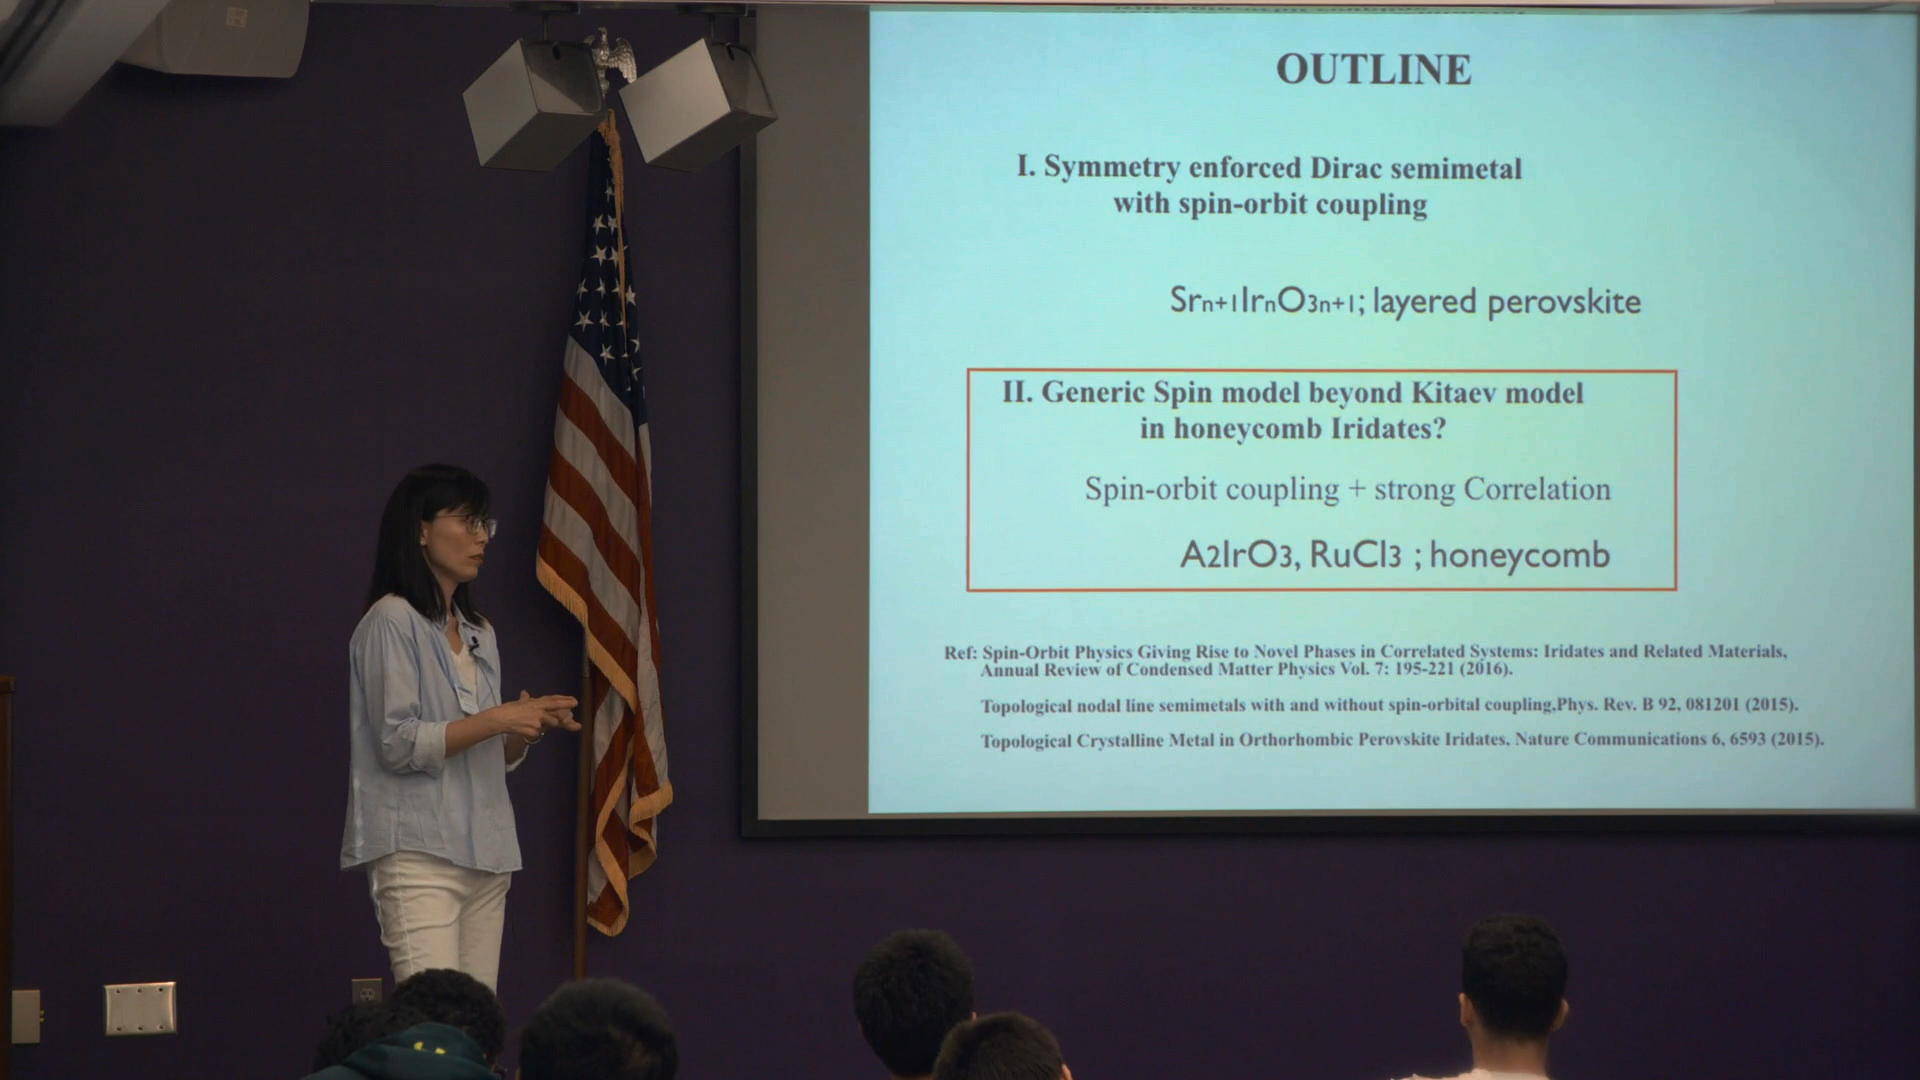 OUTLINE
I. Symmetry enforced Dirac semimetal
with spin-orbit coupling
Srn+1IrnO3n+1; layered perovskite
II. Generic Spin model beyond Kitaev model
in honeycomb Iridates?
Spin-orbit coupling + strong Correlation
A2IrO3, RuCl3 ; honeycomb
Ref: Spin-Orbit Physics Giving Rise to Novel Phases in Correlated Systems: Iridates and Related Materials,
Annual Review of Condensed Matter Physics Vol. 7: 195-221 (2016).
Topological nodal line semimetals with and without spin-orbital coupling,Phys. Rev. B 92, 081201 (2015).
Topological Crystalline Metal in Orthorhombic Perovskite Iridates, Nature Communications 6, 6593 (2015).